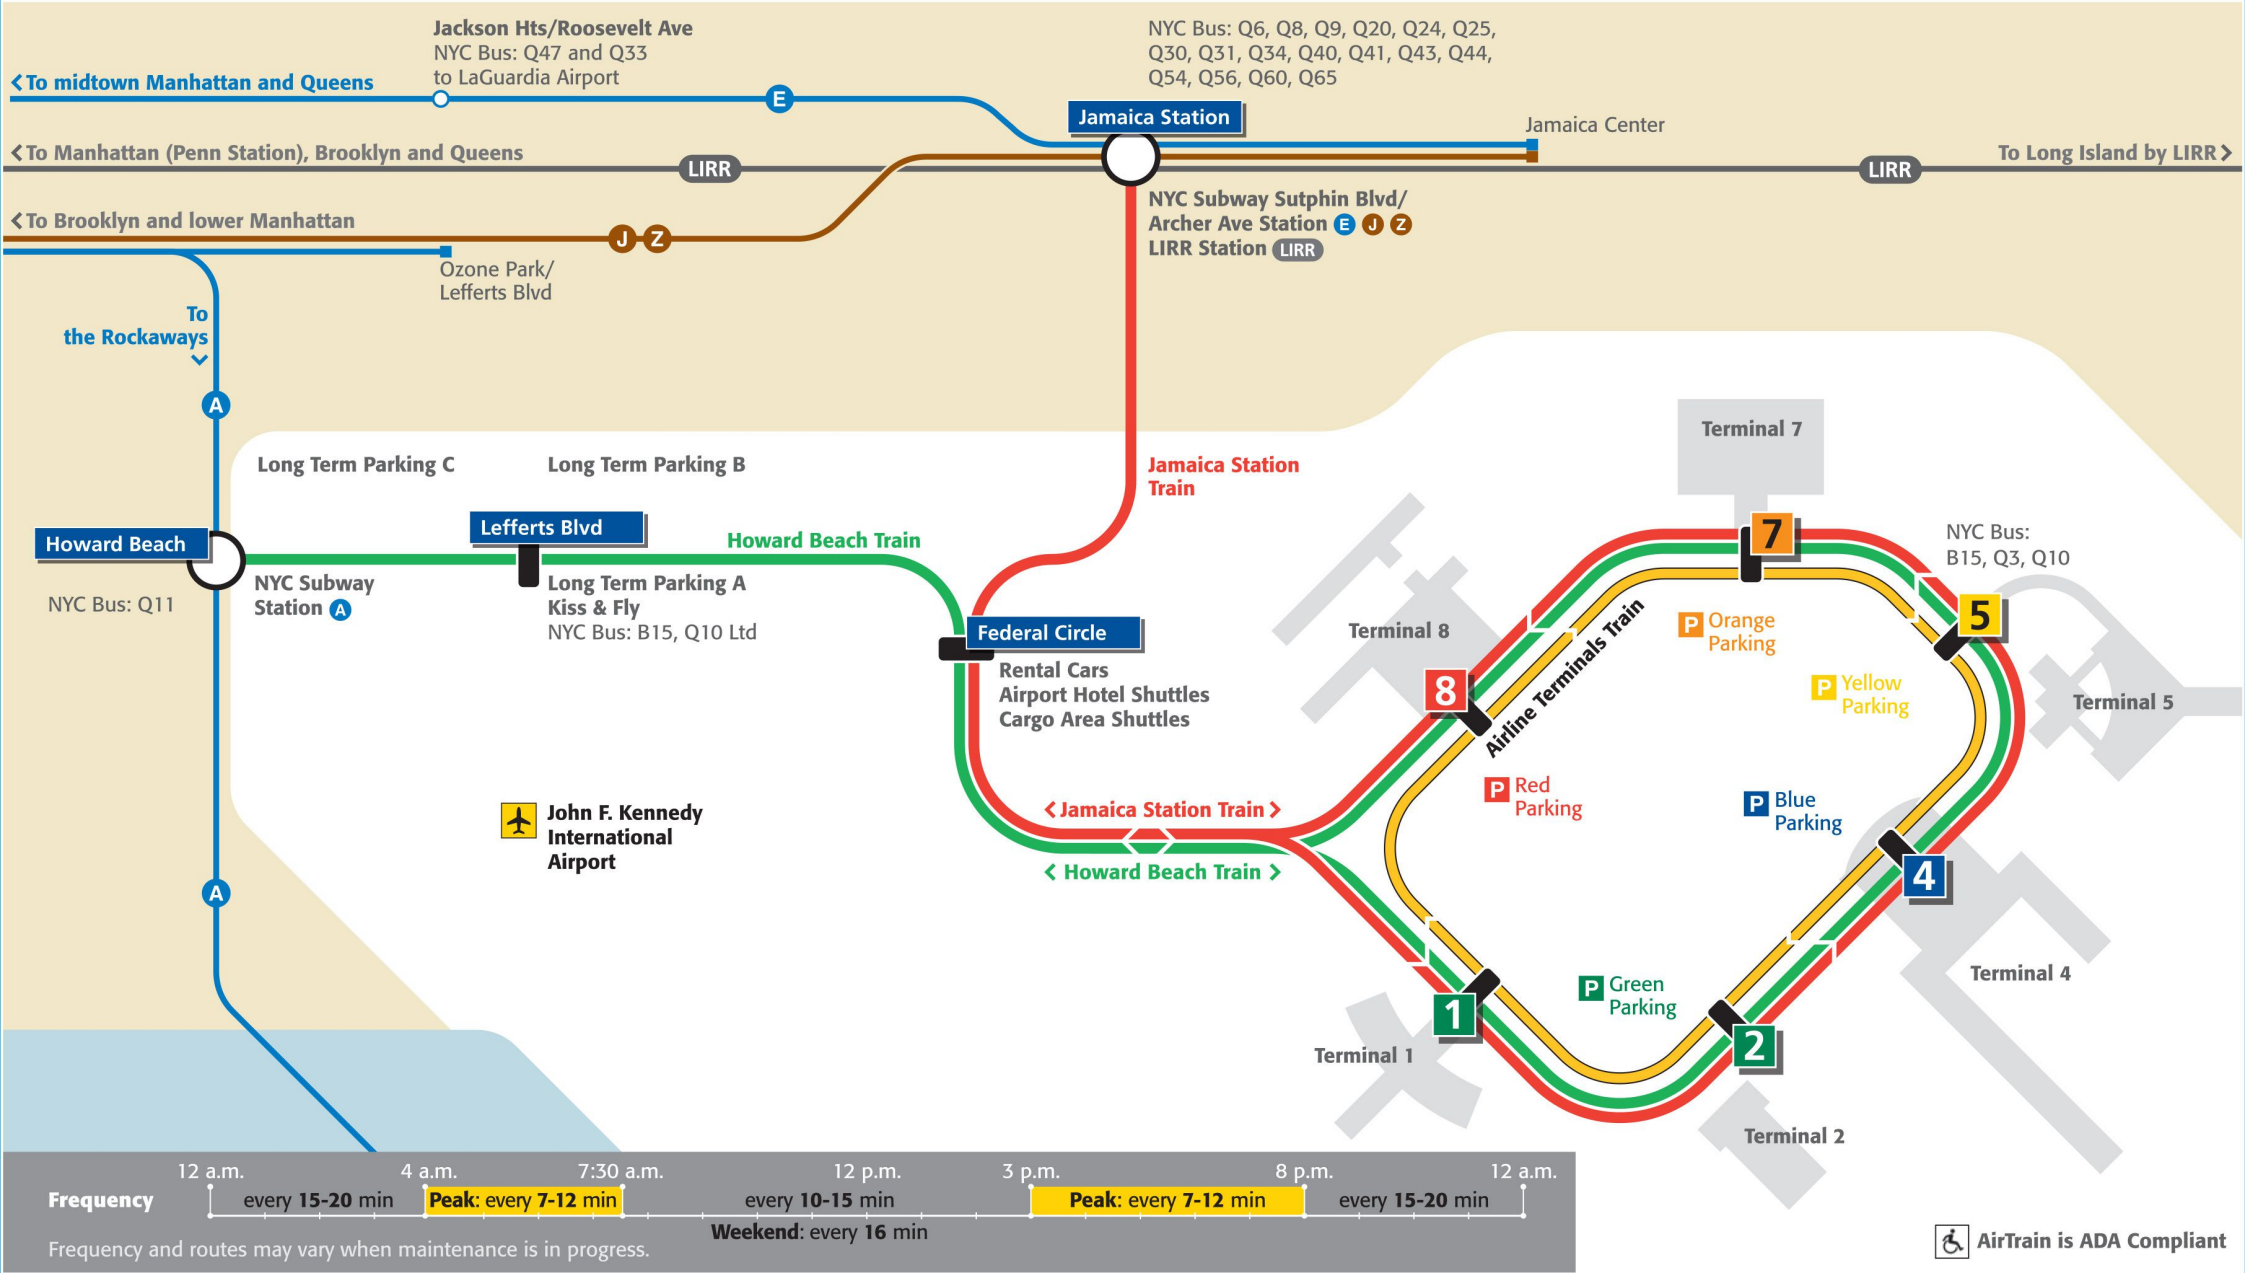 Jackson Hts/Roosevelt Ave
NYC Bus: Q47 and Q33
to LaGuardia Airport
NYC Bus: Q6, Q8, Q9, Q20, Q24, Q25,
Q30, Q31, Q34, Q40, Q41, Q43, Q44,
Q54, Q56, Q60, Q65
<To midtown Manhattan and Queens
E
Jamaica Station
Jamaica Center
<To Manhattan (Penn Station), Brooklyn and Queens
LIRR
LIRR
To Long Island by LIRR>
NYC Subway Sutphin Blvd/
Archer Ave Station E J Z
LIRR Station LIRR
<To Brooklyn and lower Manhattan
J Z
Ozone Park/
Lefferts Blvd
To
the Rockaways
A
Long Term Parking C
Long Term Parking B
Jamaica Station
Train
Howard Beach
Lefferts Blvd
Howard Beach Train
NYC Subway
Station A
NYC Bus: Q11
Long Term Parking A
Kiss & Fly
NYC Bus: B15, Q10 Ltd
Federal Circle
Rental Cars
Airport Hotel Shuttles
Cargo Area Shuttles
John F. Kennedy
International
Airport
A
<Jamaica Station Train>
< Howard Beach Train >
Terminal 7
7
NYC Bus:
B15, Q3, Q10
5
Terminal 5
Terminal 8
8
Airline Terminals Train
P Orange
Parking
P Yellow
Parking
P Red
Parking
P Blue
Parking
4
Terminal 4
P Green
Parking
1
Terminal 1
2
Terminal 2
12 a.m.
4 a.m.
7:30 a.m.
12 p.m.
3 p.m.
8 p.m.
12 a.m.
Frequency
every 15-20 min
Peak: every 7-12 min
every 10-15 min
Peak: every 7-12 min
every 15-20 min
Weekend: every 16 min
Frequency and routes may vary when maintenance is in progress.
AirTrain is ADA Compliant